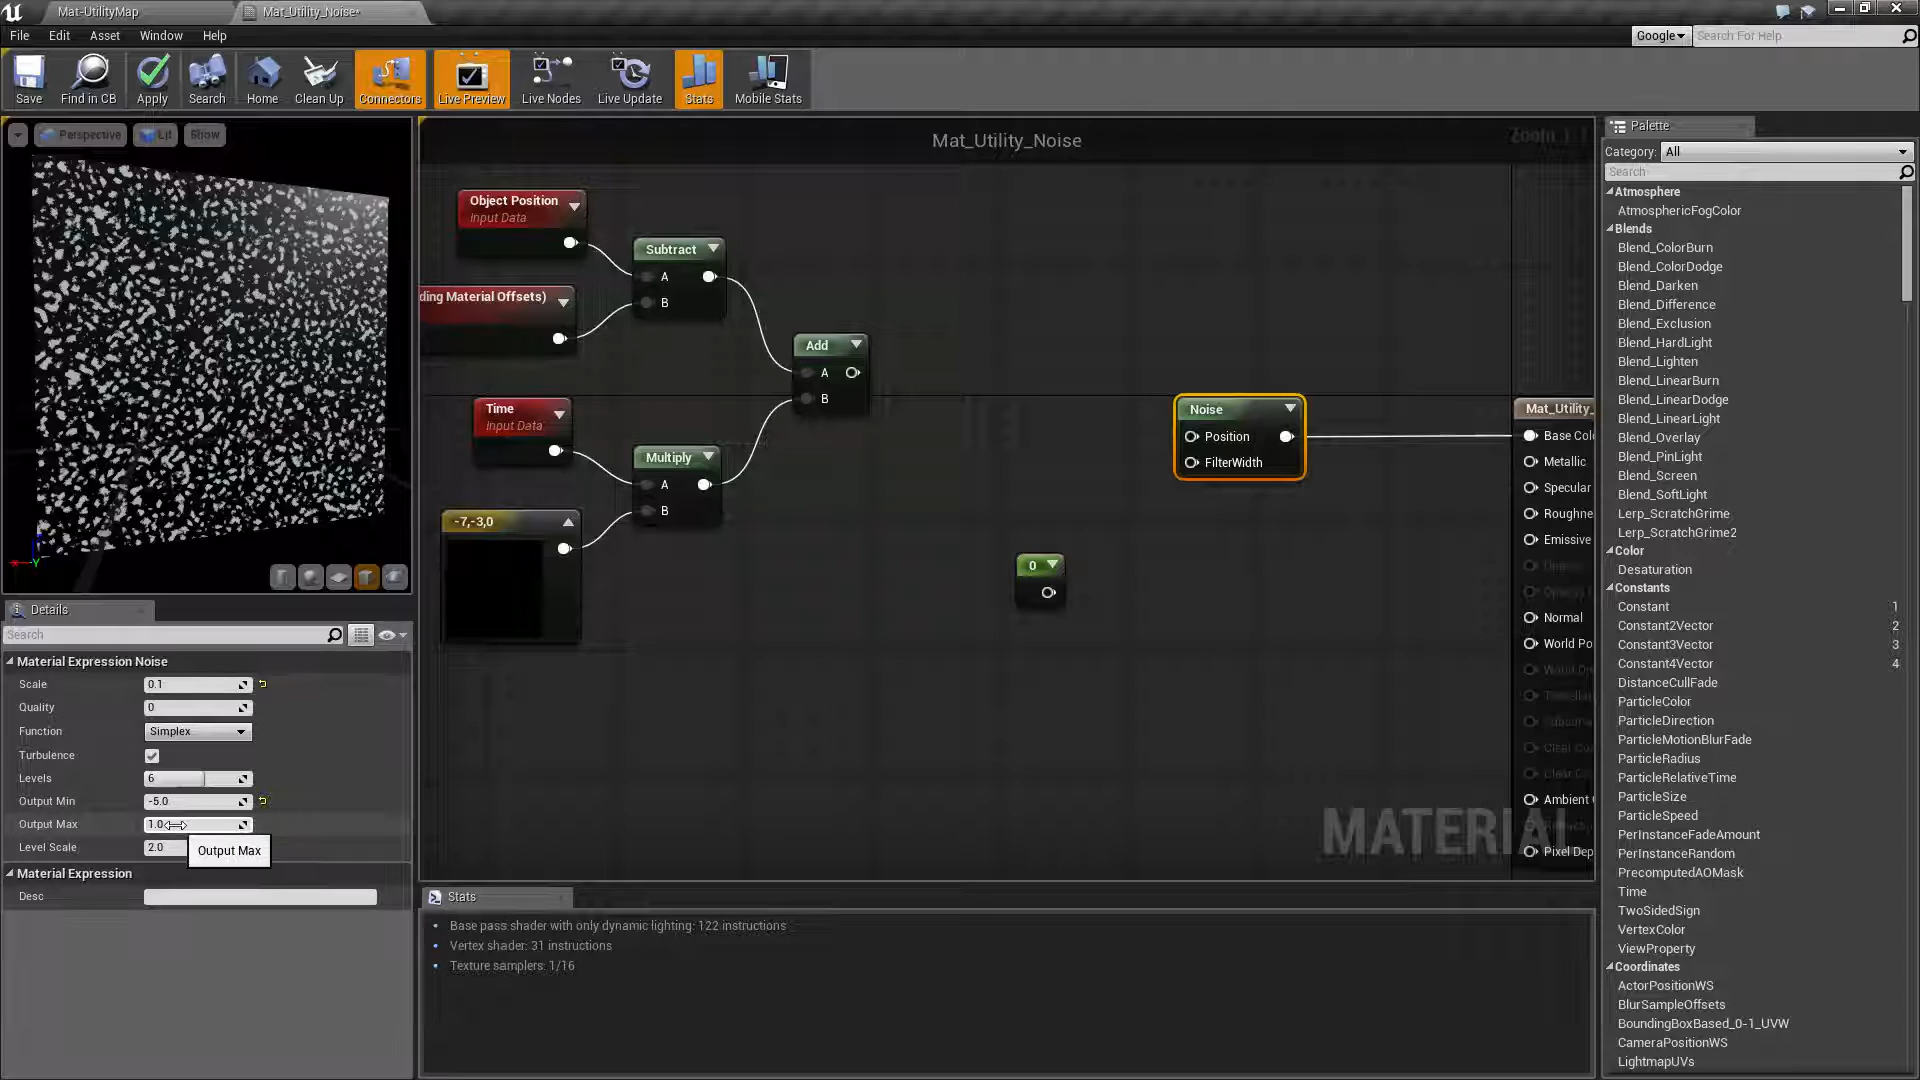 Mat-UtilityMap
Mat_Utility_Noise*
File
Edit
Asset
Window
Help
Google
Search For Help
Save
Find in CB
Apply
Search
Home
Clean Up
Connectors
Live Preview
Live Nodes
Live Update
Stats
Mobile Stats
Perspective
Lit
Show
Mat_Utility_Noise
Zoom 1:1
Object Position
Input Data
Subtract
A
B
ding Material Offsets)
Add
A
B
Time
Input Data
Multiply
A
B
-7,-3,0
Noise
Position
FilterWidth
0
Mat_Utility_
Base Colo
Metallic
Specular
Roughne
Emissive
Normal
World Po
Ambient
Pixel Dep
MATERIAL
Details
Search
Material Expression Noise
Scale
0.1
Quality
0
Function
Simplex
Turbulence
Levels
6
Output Min
-5.0
Output Max
1.0
Level Scale
2.0
Output Max
Material Expression
Desc
Stats
Base pass shader with only dynamic lighting: 122 instructions
Vertex shader: 31 instructions
Texture samplers: 1/16
Palette
Category:
All
Search
Atmosphere
AtmosphericFogColor
Blends
Blend_ColorBurn
Blend_ColorDodge
Blend_Darken
Blend_Difference
Blend_Exclusion
Blend_HardLight
Blend_Lighten
Blend_LinearBurn
Blend_LinearDodge
Blend_LinearLight
Blend_Overlay
Blend_PinLight
Blend_Screen
Blend_SoftLight
Lerp_ScratchGrime
Lerp_ScratchGrime2
Color
Desaturation
Constants
Constant 1
Constant2Vector 2
Constant3Vector 3
Constant4Vector 4
DistanceCullFade
ParticleColor
ParticleDirection
ParticleMotionBlurFade
ParticleRadius
ParticleRelativeTime
ParticleSize
ParticleSpeed
PerInstanceFadeAmount
PerInstanceRandom
PrecomputedAOMask
Time
TwoSidedSign
VertexColor
ViewProperty
Coordinates
ActorPositionWS
BlurSampleOffsets
BoundingBoxBased_0-1_UVW
CameraPositionWS
LightmapUVs